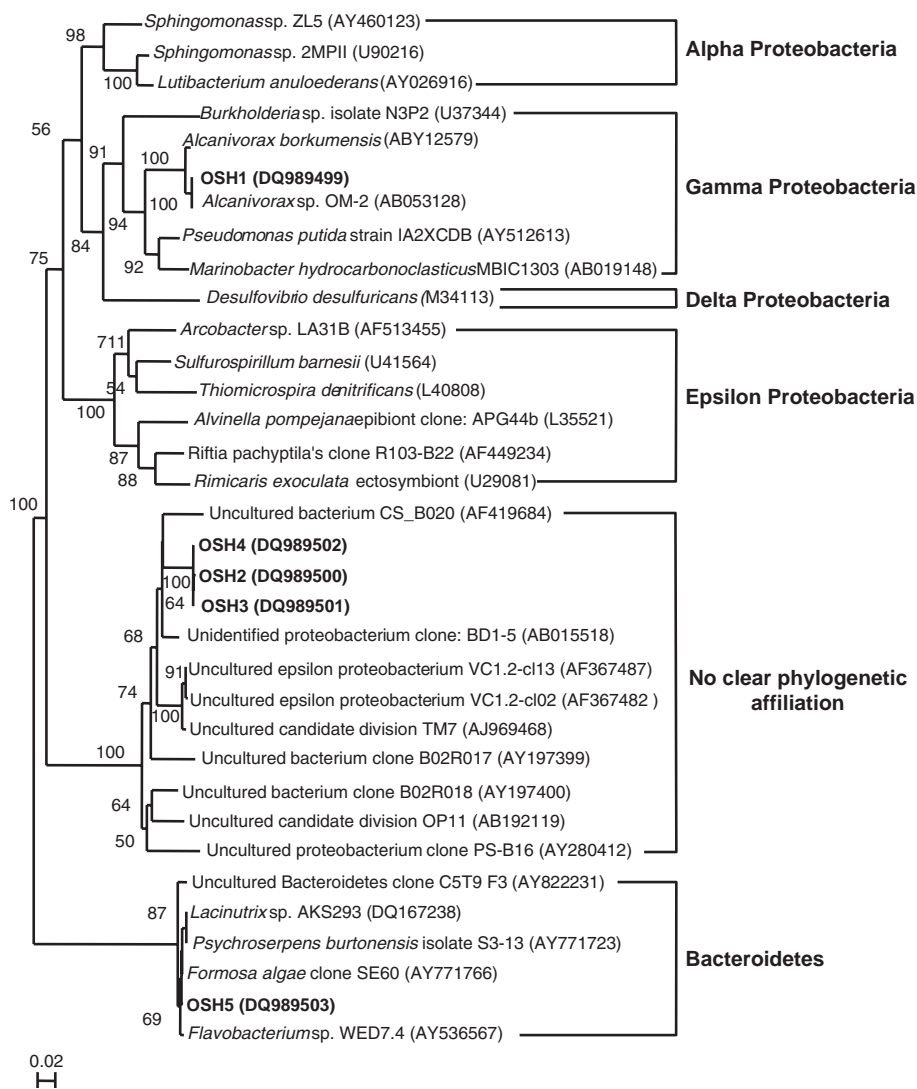 Sphingomonas sp. ZL5 (AY460123)
98
Sphingomonas sp. 2MPII (U90216)
Alpha Proteobacteria
100
Lutibacterium anuloederans (AY026916)
Burkholderia sp. isolate N3P2 (U37344)
56
Alcanivorax borkumensis (ABY12579)
91
100
OSH1 (DQ989499)
Gamma Proteobacteria
100
Alcanivorax sp. OM-2 (AB053128)
94
Pseudomonas putida strain IA2XCDB (AY512613)
75
84
92
Marinobacter hydrocarbonoclasticus MBIC1303 (AB019148)
Desulfovibrio desulfuricans (M34113)
Delta Proteobacteria
Arcobacter sp. LA31B (AF513455)
711
Sulfurospirillum barnesii (U41564)
54
Thiomicrospira denitrificans (L40808)
Epsilon Proteobacteria
100
Alvinella pompejana epibiont clone: APG44b (L35521)
87
Riftia pachyptila's clone R103-B22 (AF449234)
88
Rimicaris exoculata ectosymbiont (U29081)
100
Uncultured bacterium CS_B020 (AF419684)
OSH4 (DQ989502)
100
OSH2 (DQ989500)
64
OSH3 (DQ989501)
68
Unidentified proteobacterium clone: BD1-5 (AB015518)
91
Uncultured epsilon proteobacterium VC1.2-cl13 (AF367487)
No clear phylogenetic
affiliation
74
Uncultured epsilon proteobacterium VC1.2-cl02 (AF367482 )
100
Uncultured candidate division TM7 (AJ969468)
100
Uncultured bacterium clone B02R017 (AY197399)
Uncultured bacterium clone B02R018 (AY197400)
64
Uncultured candidate division OP11 (AB192119)
50
Uncultured proteobacterium clone PS-B16 (AY280412)
Uncultured Bacteroidetes clone C5T9 F3 (AY822231)
87
Lacinutrix sp. AKS293 (DQ167238)
Psychroserpens burtonensis isolate S3-13 (AY771723)
Bacteroidetes
Formosa algae clone SE60 (AY771766)
OSH5 (DQ989503)
69
Flavobacterium sp. WED7.4 (AY536567)
0.02